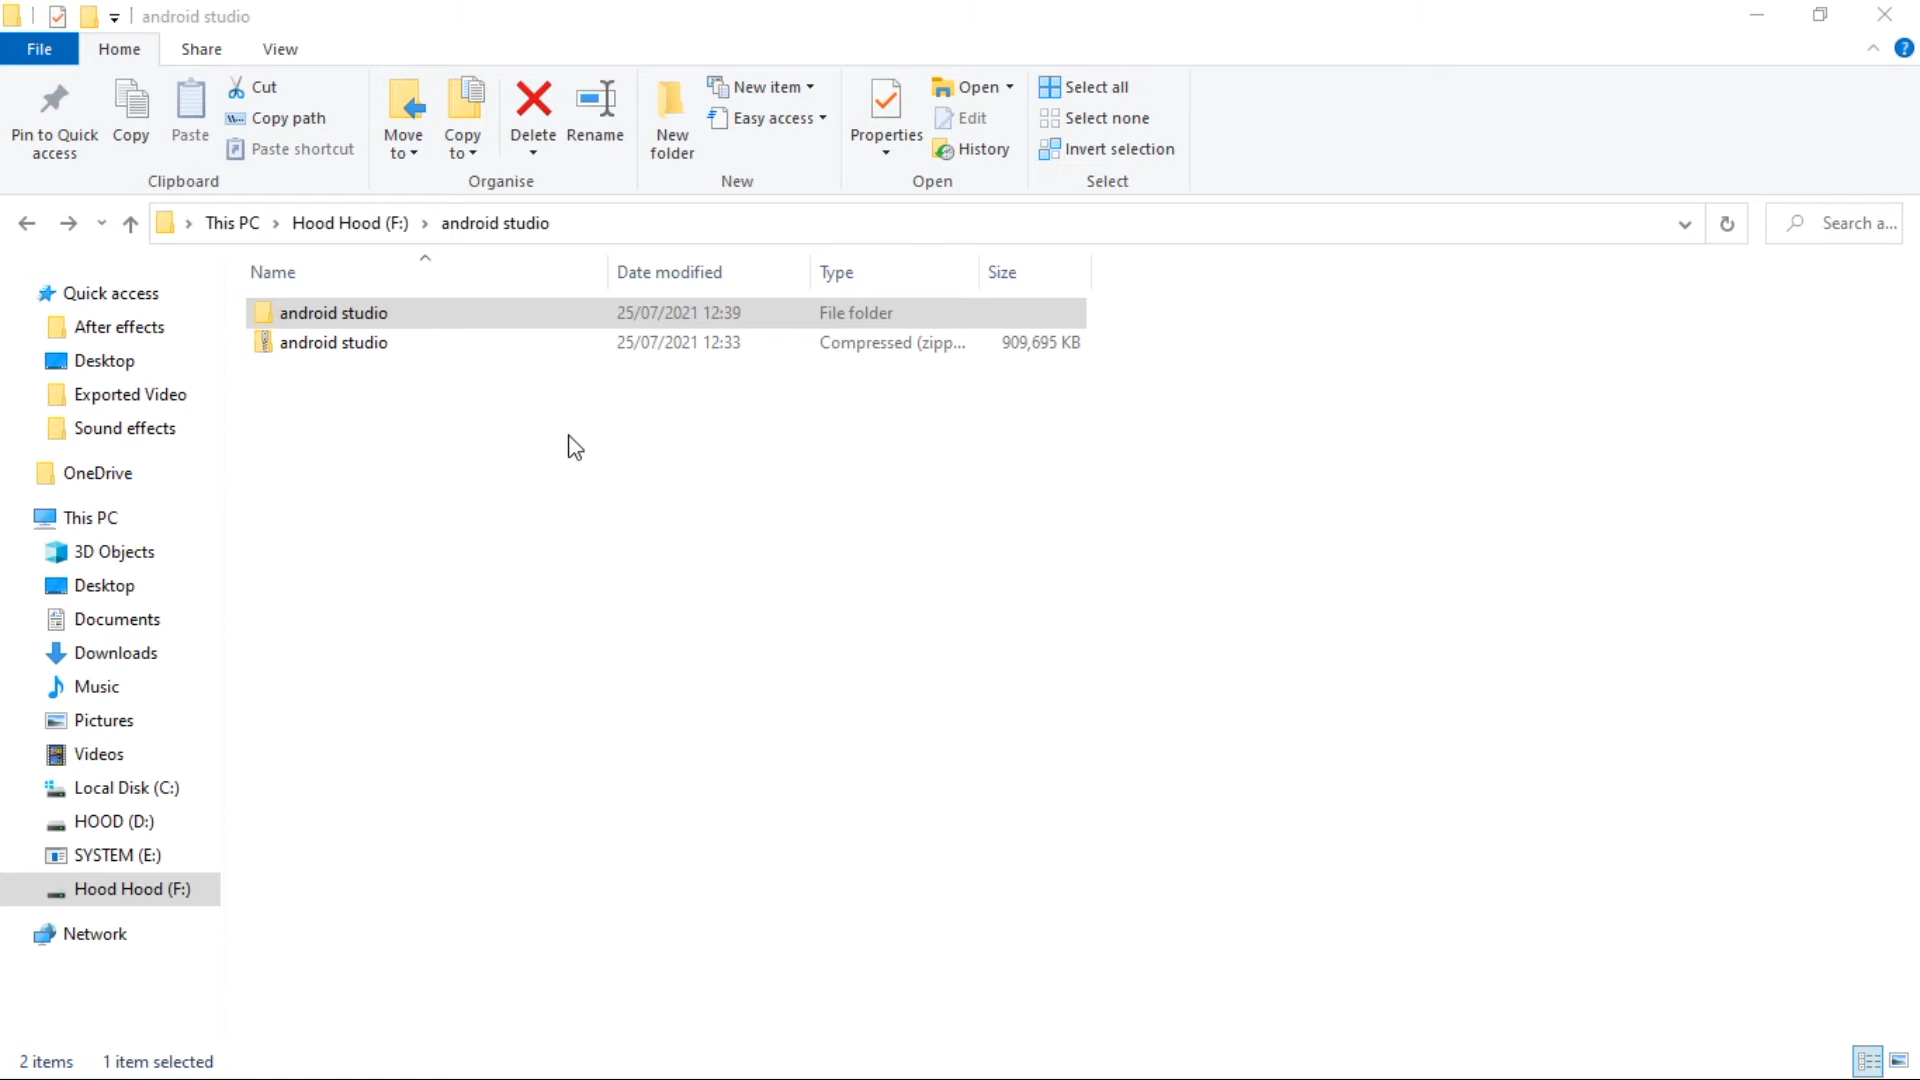 android studio
File Home Share View
Pin to Quick access
Copy
Paste
Cut
Copy path
Paste shortcut
Clipboard
Move to
Copy to
Delete
Rename
Organise
New folder
New item
Easy access
New
Properties
Open
Edit
History
Open
Select all
Select none
Invert selection
Select
This PC › Hood Hood (F:) › android studio
Search a...
Name Date modified Type Size
android studio 25/07/2021 12:39 File folder
android studio 25/07/2021 12:33 Compressed (zipp... 909,695 KB
Quick access
After effects
Desktop
Exported Video
Sound effects
OneDrive
This PC
3D Objects
Desktop
Documents
Downloads
Music
Pictures
Videos
Local Disk (C:)
HOOD (D:)
SYSTEM (E:)
Hood Hood (F:)
Network
2 items 1 item selected